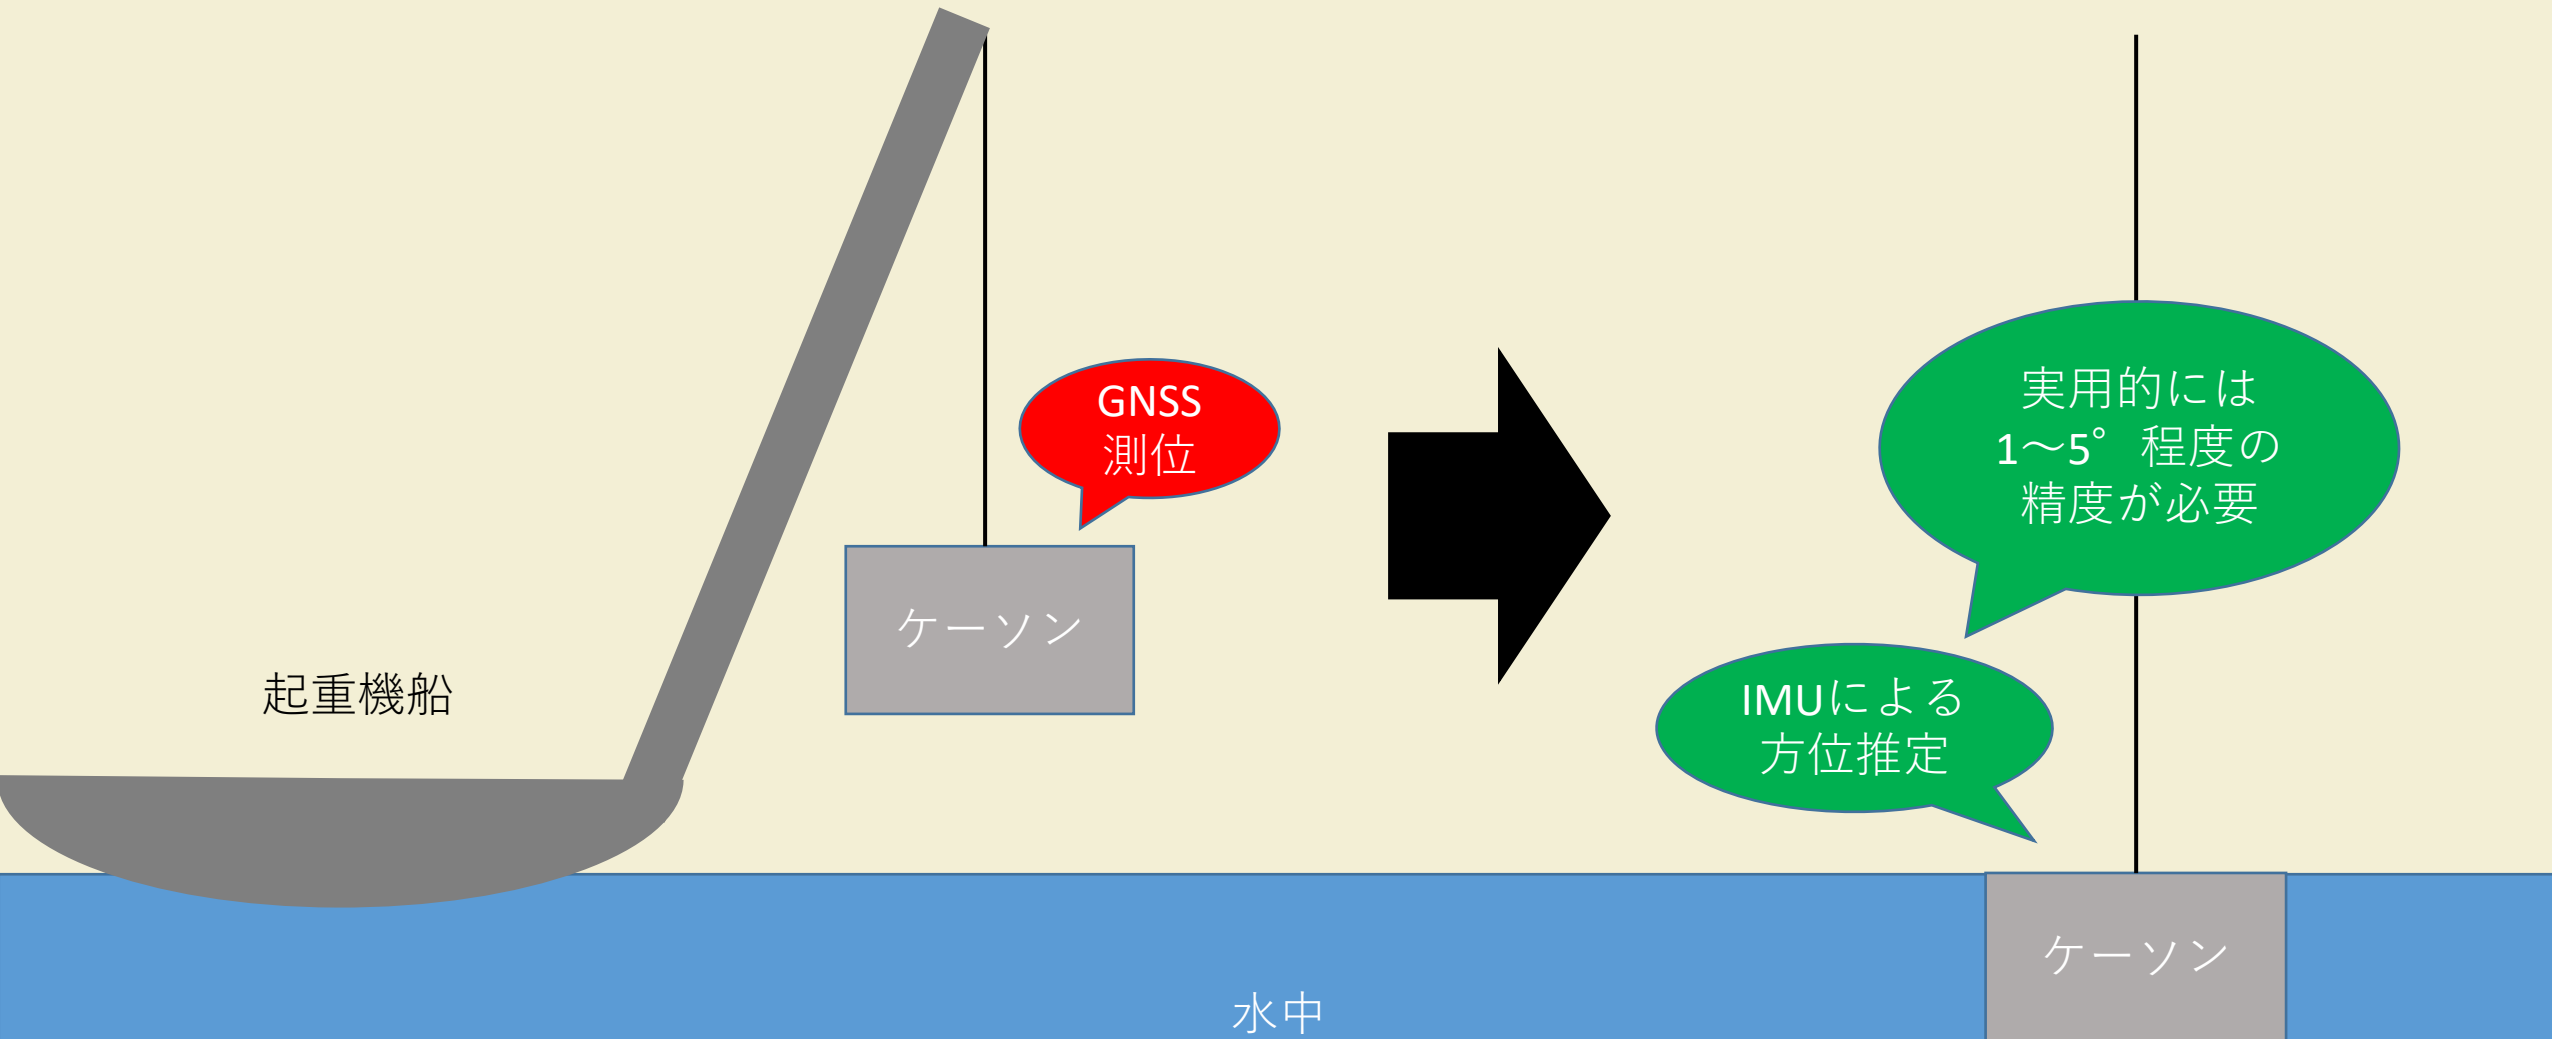 GNSS
測位
ケーソン
起重機船
実用的には
1～5°程度の
精度が必要
IMUによる
方位推定
ケーソン
水中